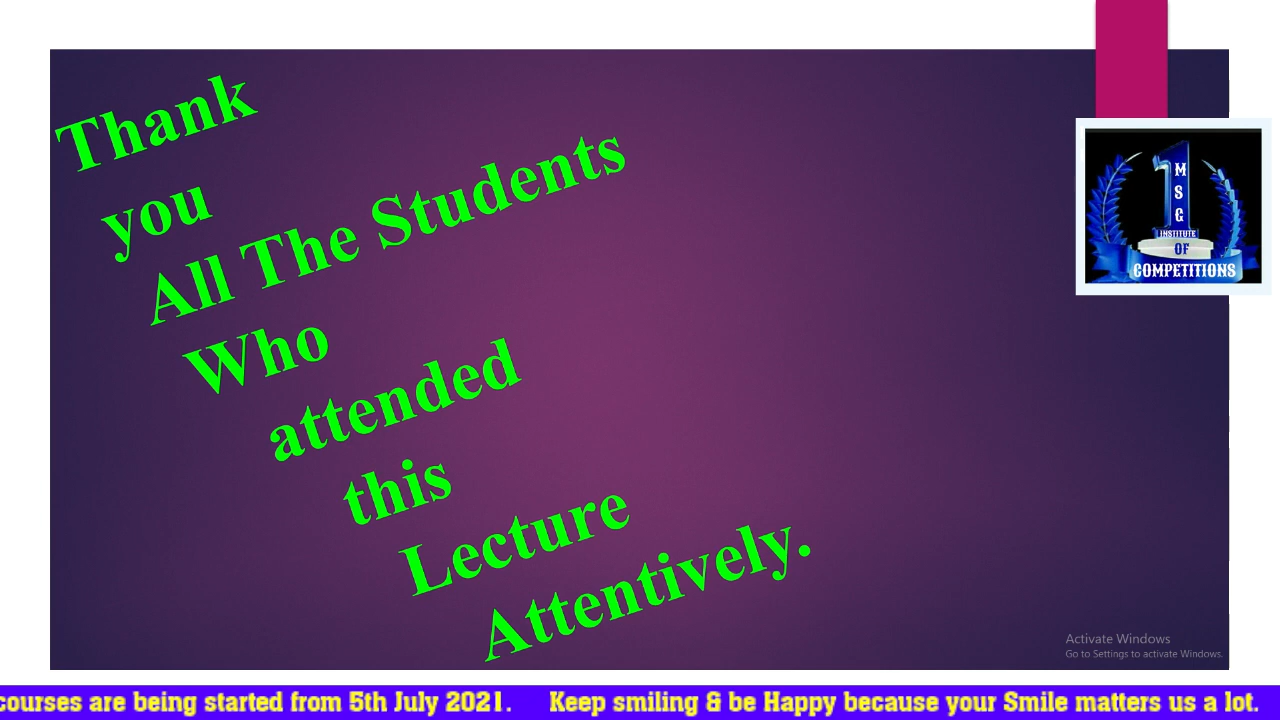 Thank
you
All The Students
Who
attended
this
Lecture
Attentively.
1
M
S
G
INSTITUTE
OF
COMPETITIONS
Activate Windows
Go to Settings to activate Windows.
courses are being started from 5th July 2021. Keep smiling & be Happy because your Smile matters us a lot.